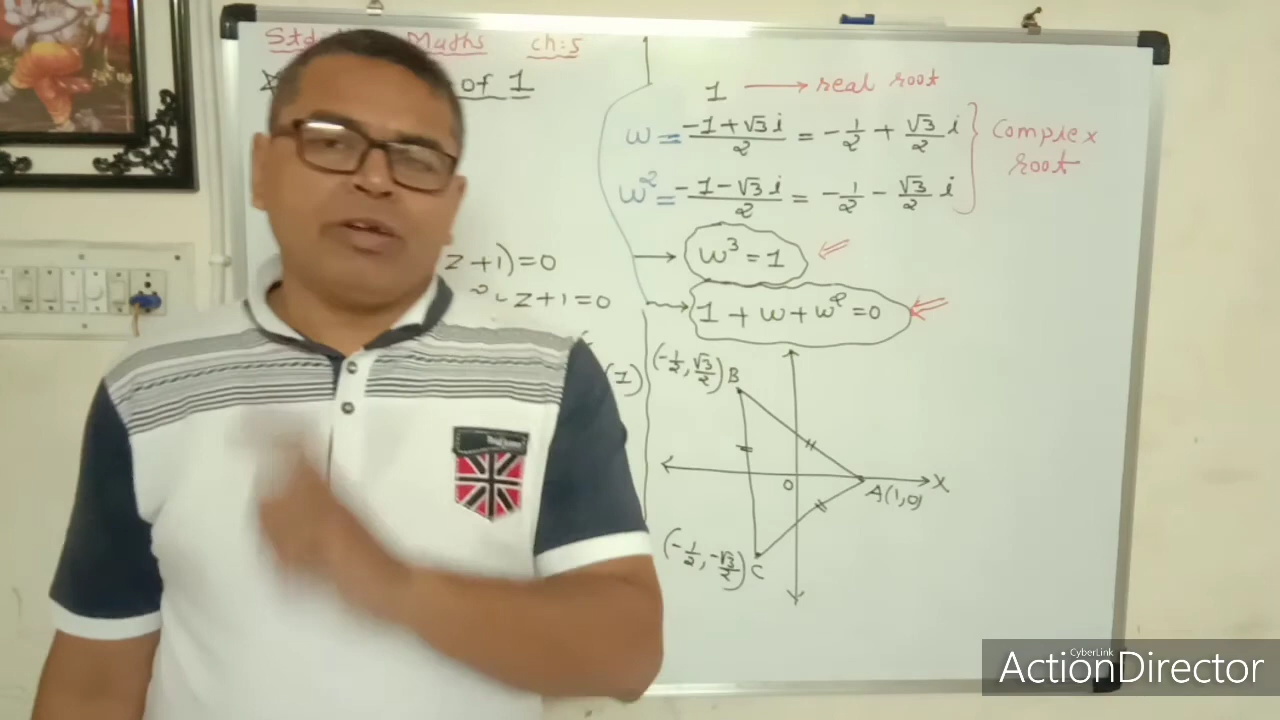 Std Maths ch:5
of 1
z+1)=0
z+1=0
(1)
1 → real root
ω = (-1+√3 i)/2 = -1/2 + √3/2 i
ω² = (-1-√3 i)/2 = -1/2 - √3/2 i
Complex
root
→ ω³ = 1
→ 1 + ω + ω² = 0
(-1/2, √3/2) B
O
X
A(1,0)
(-1/2, -√3/2) C
CyberLink
ActionDirector